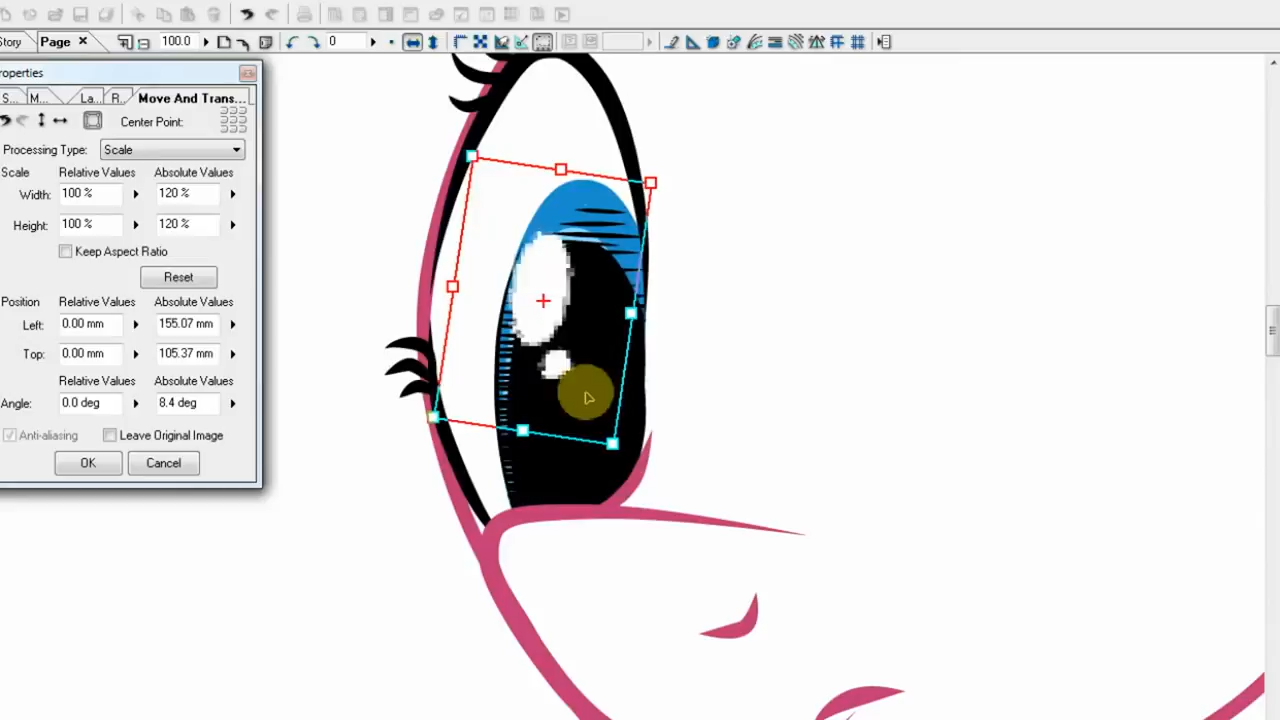 Story Page 100.0 0
roperties
S... M... La... R... Move And Trans...
Center Point:
Processing Type: Scale
Scale Relative Values Absolute Values
Width: 100 % 120 %
Height: 100 % 120 %
Keep Aspect Ratio
Reset
Position Relative Values Absolute Values
Left: 0.00 mm 155.07 mm
Top: 0.00 mm 105.37 mm
Relative Values Absolute Values
Angle: 0.0 deg 8.4 deg
Anti-aliasing Leave Original Image
OK Cancel